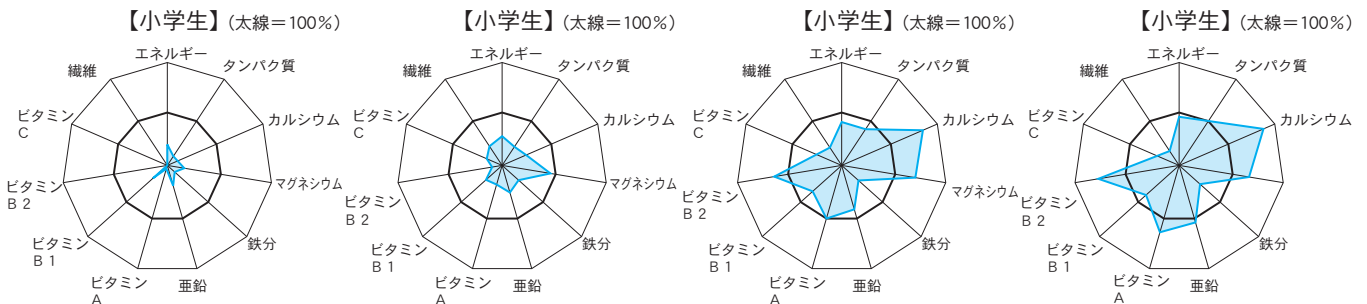 【小学生】（太線＝100％）
エネルギー
タンパク質
カルシウム
マグネシウム
鉄分
亜鉛
ビタミン
A
ビタミン
B１
ビタミン
B２
ビタミン
C
繊維
【小学生】（太線＝100％）
エネルギー
タンパク質
カルシウム
マグネシウム
鉄分
亜鉛
ビタミン
A
ビタミン
B１
ビタミン
B２
ビタミン
C
繊維
【小学生】（太線＝100％）
エネルギー
タンパク質
カルシウム
マグネシウム
鉄分
亜鉛
ビタミン
A
ビタミン
B１
ビタミン
B２
ビタミン
C
繊維
【小学生】（太線＝100％）
エネルギー
タンパク質
カルシウム
マグネシウム
鉄分
亜鉛
ビタミン
A
ビタミン
B１
ビタミン
B２
ビタミン
C
繊維